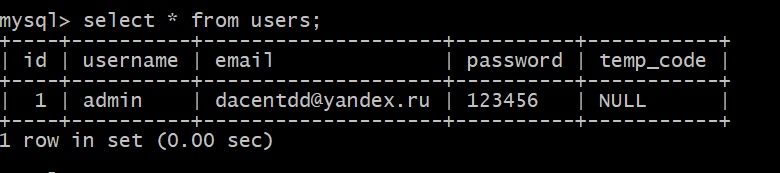 mysql> select * from users;
+----+----------+-------------------+----------+-----------+
| id | username | email             | password | temp_code |
+----+----------+-------------------+----------+-----------+
|  1 | admin    | dacentdd@yandex.ru | 123456   | NULL      |
+----+----------+-------------------+----------+-----------+
1 row in set (0.00 sec)